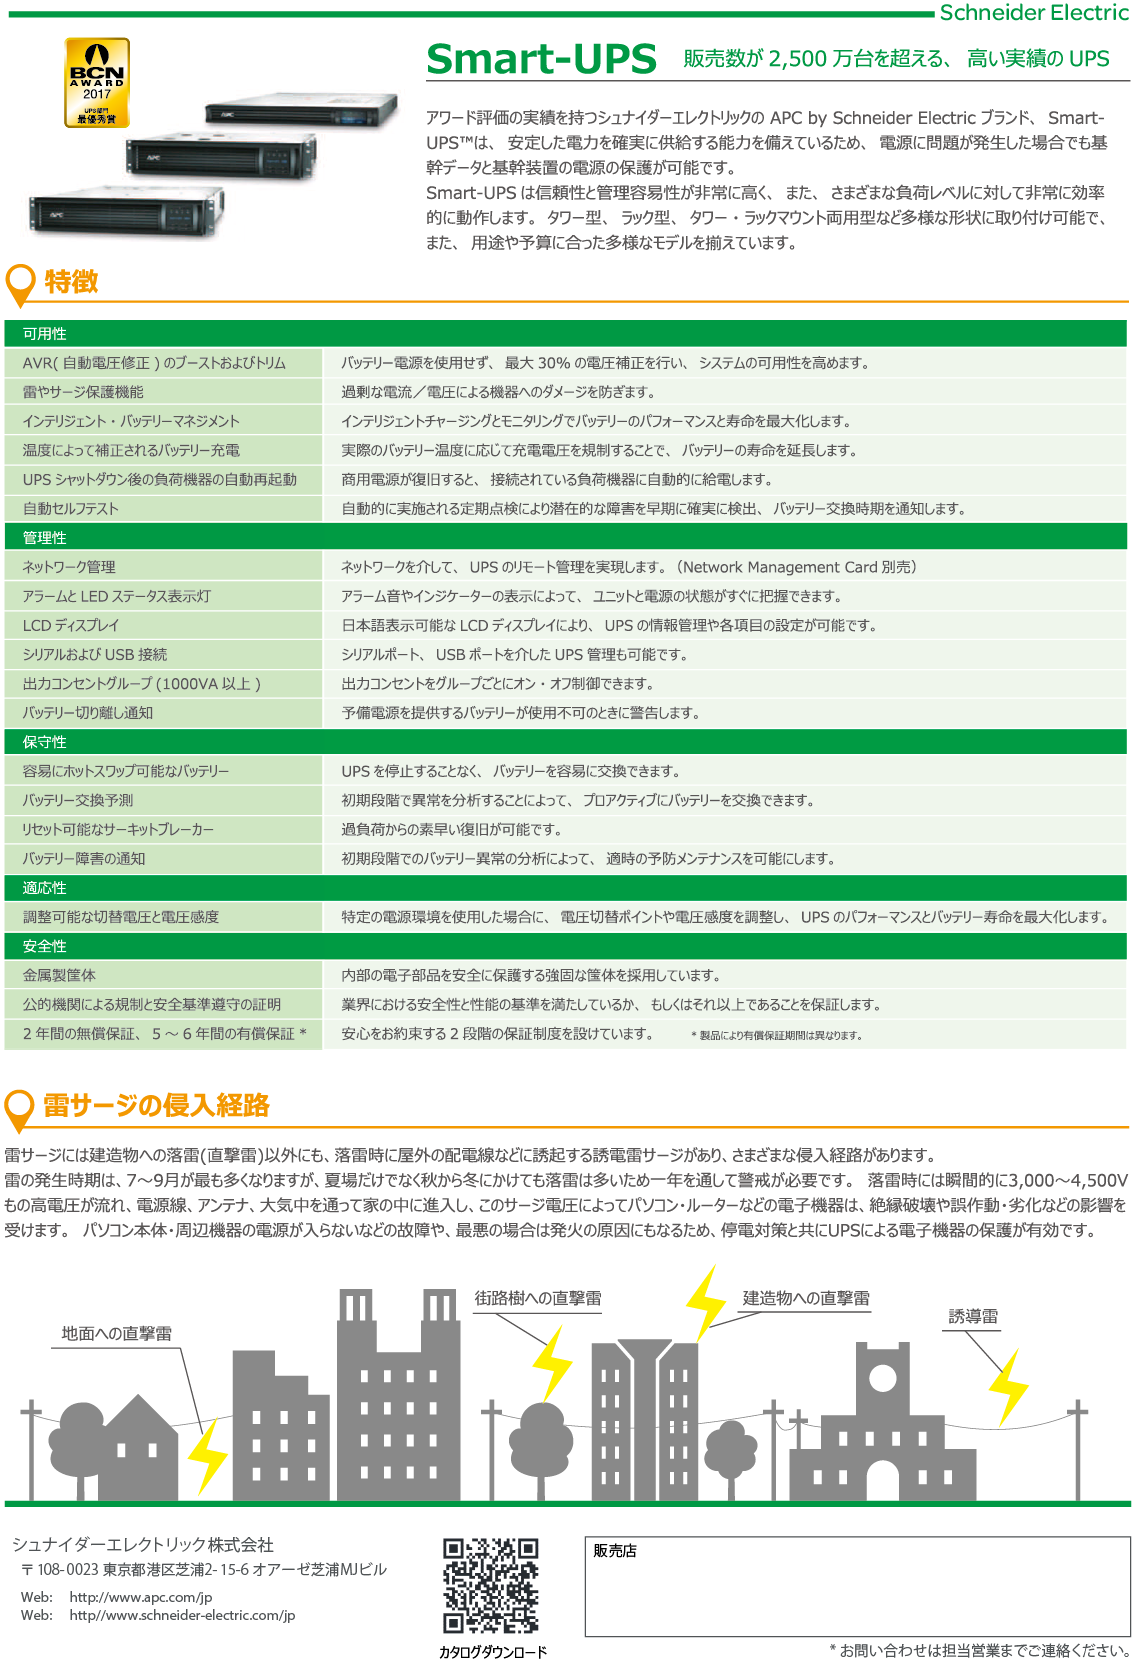 Schneider Electric
BCN
AWARD
2017
UPS部門
最優秀賞
Smart-UPS 販売数が 2,500 万台を超える、高い実績の UPS
アワード評価の実績を持つシュナイダーエレクトリックの APC by Schneider Electric ブランド、Smart-
UPS™は、安定した電力を確実に供給する能力を備えているため、電源に問題が発生した場合でも基
幹データと基幹装置の電源の保護が可能です。
Smart-UPS は信頼性と管理容易性が非常に高く、また、さまざまな負荷レベルに対して非常に効率
的に動作します。タワー型、ラック型、タワー・ラックマウント両用型など多様な形状に取り付け可能で、
また、用途や予算に合った多様なモデルを揃えています。
APC
APC
APC
特徴
可用性
AVR( 自動電圧修正 ) のブーストおよびトリム バッテリー電源を使用せず、最大 30% の電圧補正を行い、システムの可用性を高めます。
雷やサージ保護機能 過剰な電流／電圧による機器へのダメージを防ぎます。
インテリジェント・バッテリーマネジメント インテリジェントチャージングとモニタリングでバッテリーのパフォーマンスと寿命を最大化します。
温度によって補正されるバッテリー充電 実際のバッテリー温度に応じて充電電圧を規制することで、バッテリーの寿命を延長します。
UPS シャットダウン後の負荷機器の自動再起動 商用電源が復旧すると、接続されている負荷機器に自動的に給電します。
自動セルフテスト 自動的に実施される定期点検により潜在的な障害を早期に確実に検出、バッテリー交換時期を通知します。
管理性
ネットワーク管理 ネットワークを介して、UPS のリモート管理を実現します。（Network Management Card 別売）
アラームと LED ステータス表示灯 アラーム音やインジケーターの表示によって、ユニットと電源の状態がすぐに把握できます。
LCD ディスプレイ 日本語表示可能な LCD ディスプレイにより、UPS の情報管理や各項目の設定が可能です。
シリアルおよび USB 接続 シリアルポート、USB ポートを介した UPS 管理も可能です。
出力コンセントグループ (1000VA 以上 ) 出力コンセントをグループごとにオン・オフ制御できます。
バッテリー切り離し通知 予備電源を提供するバッテリーが使用不可のときに警告します。
保守性
容易にホットスワップ可能なバッテリー UPS を停止することなく、バッテリーを容易に交換できます。
バッテリー交換予測 初期段階で異常を分析することによって、プロアクティブにバッテリーを交換できます。
リセット可能なサーキットブレーカー 過負荷からの素早い復旧が可能です。
バッテリー障害の通知 初期段階でのバッテリー異常の分析によって、適時の予防メンテナンスを可能にします。
適応性
調整可能な切替電圧と電圧感度 特定の電源環境を使用した場合に、電圧切替ポイントや電圧感度を調整し、UPS のパフォーマンスとバッテリー寿命を最大化します。
安全性
金属製筐体 内部の電子部品を安全に保護する強固な筐体を採用しています。
公的機関による規制と安全基準遵守の証明 業界における安全性と性能の基準を満たしているか、もしくはそれ以上であることを保証します。
2 年間の無償保証、5 ～ 6 年間の有償保証 * 安心をお約束する 2 段階の保証制度を設けています。 * 製品により有償保証期間は異なります。
雷サージの侵入経路
雷サージには建造物への落雷(直撃雷)以外にも、落雷時に屋外の配電線などに誘起する誘電雷サージがあり、さまざまな侵入経路があります。
雷の発生時期は、7～9月が最も多くなりますが、夏場だけでなく秋から冬にかけても落雷は多いため一年を通して警戒が必要です。 落雷時には瞬間的に3,000～4,500V
もの高電圧が流れ、電源線、アンテナ、大気中を通って家の中に進入し、このサージ電圧によってパソコン・ルーターなどの電子機器は、絶縁破壊や誤作動・劣化などの影響を
受けます。 パソコン本体・周辺機器の電源が入らないなどの故障や、最悪の場合は発火の原因にもなるため、停電対策と共にUPSによる電子機器の保護が有効です。
地面への直撃雷
街路樹への直撃雷
建造物への直撃雷
誘導雷
シュナイダーエレクトリック株式会社
〒108-0023 東京都港区芝浦2-15-6 オアーゼ芝浦MJビル
Web: http://www.apc.com/jp
Web: http//www.schneider-electric.com/jp
カタログダウンロード
販売店
* お問い合わせは担当営業までご連絡ください。